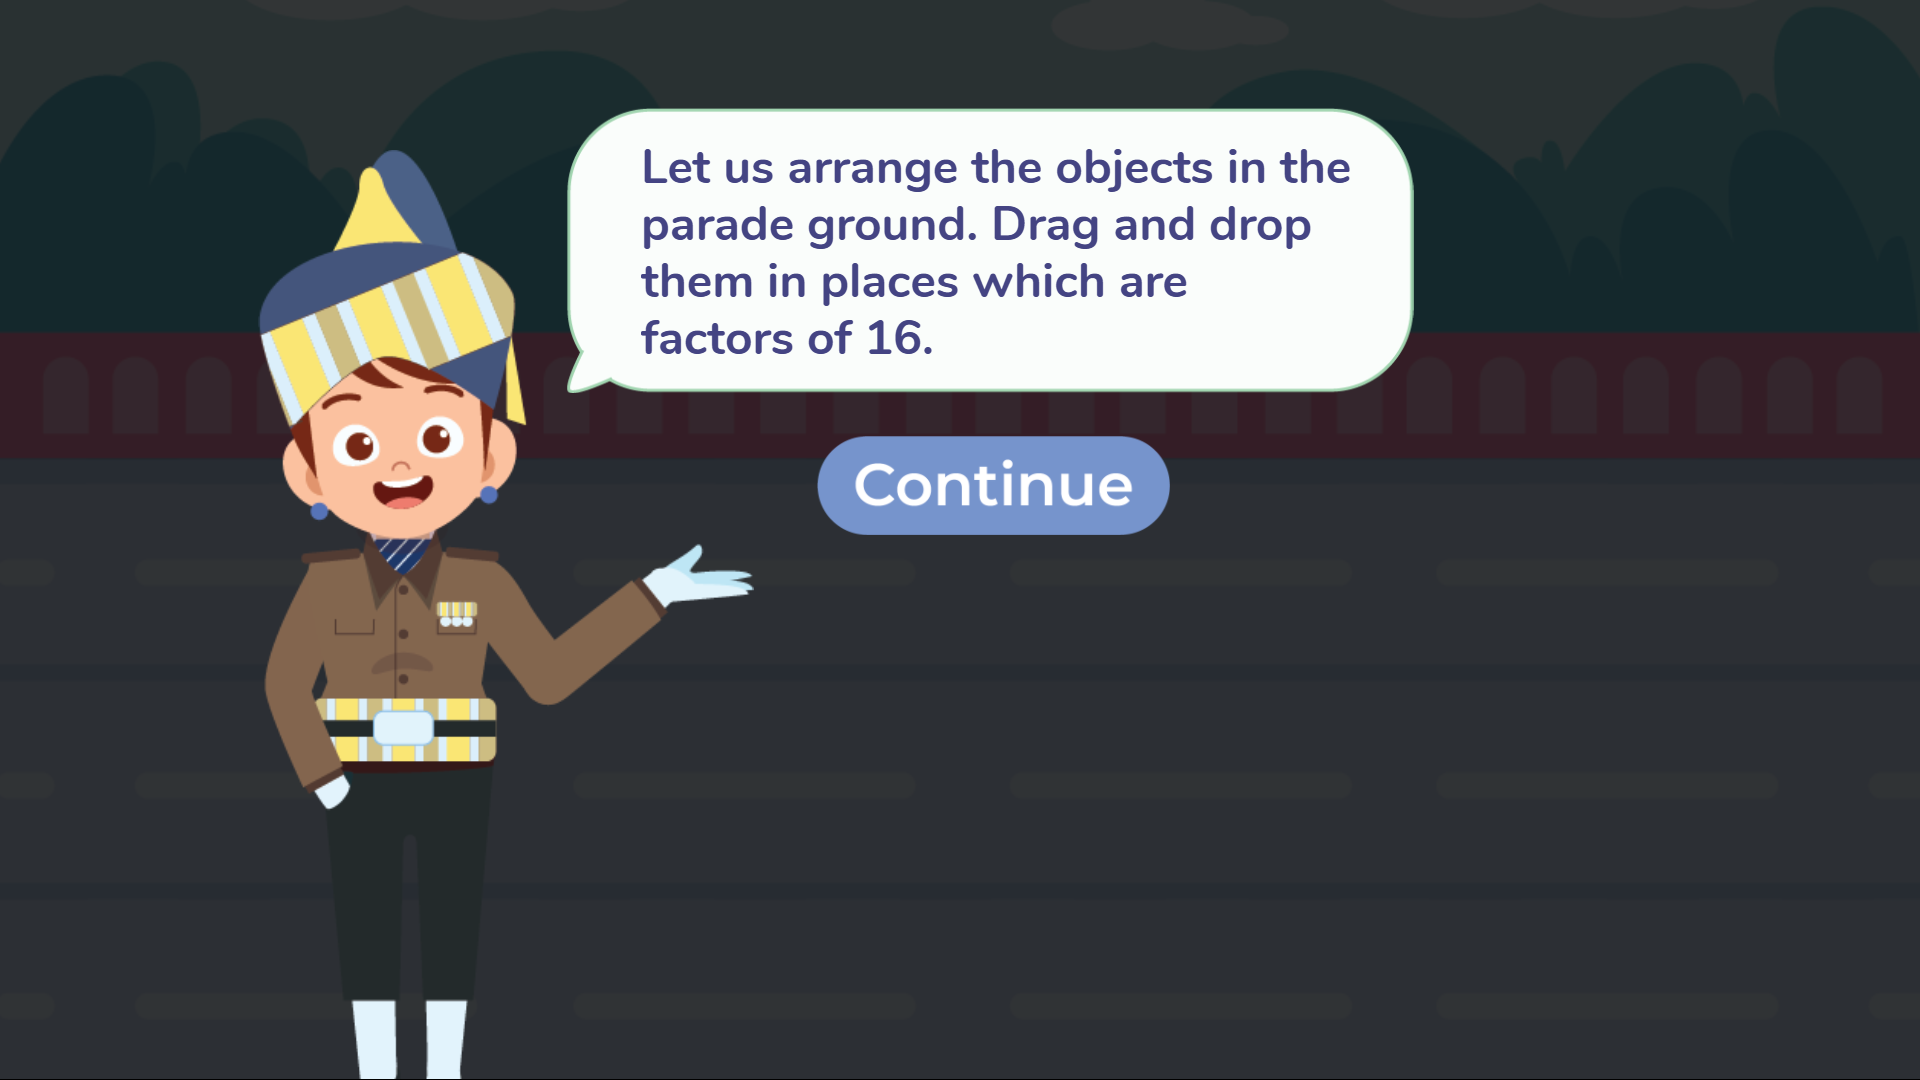 Let us arrange the objects in the
parade ground. Drag and drop
them in places which are
factors of 16.
Continue